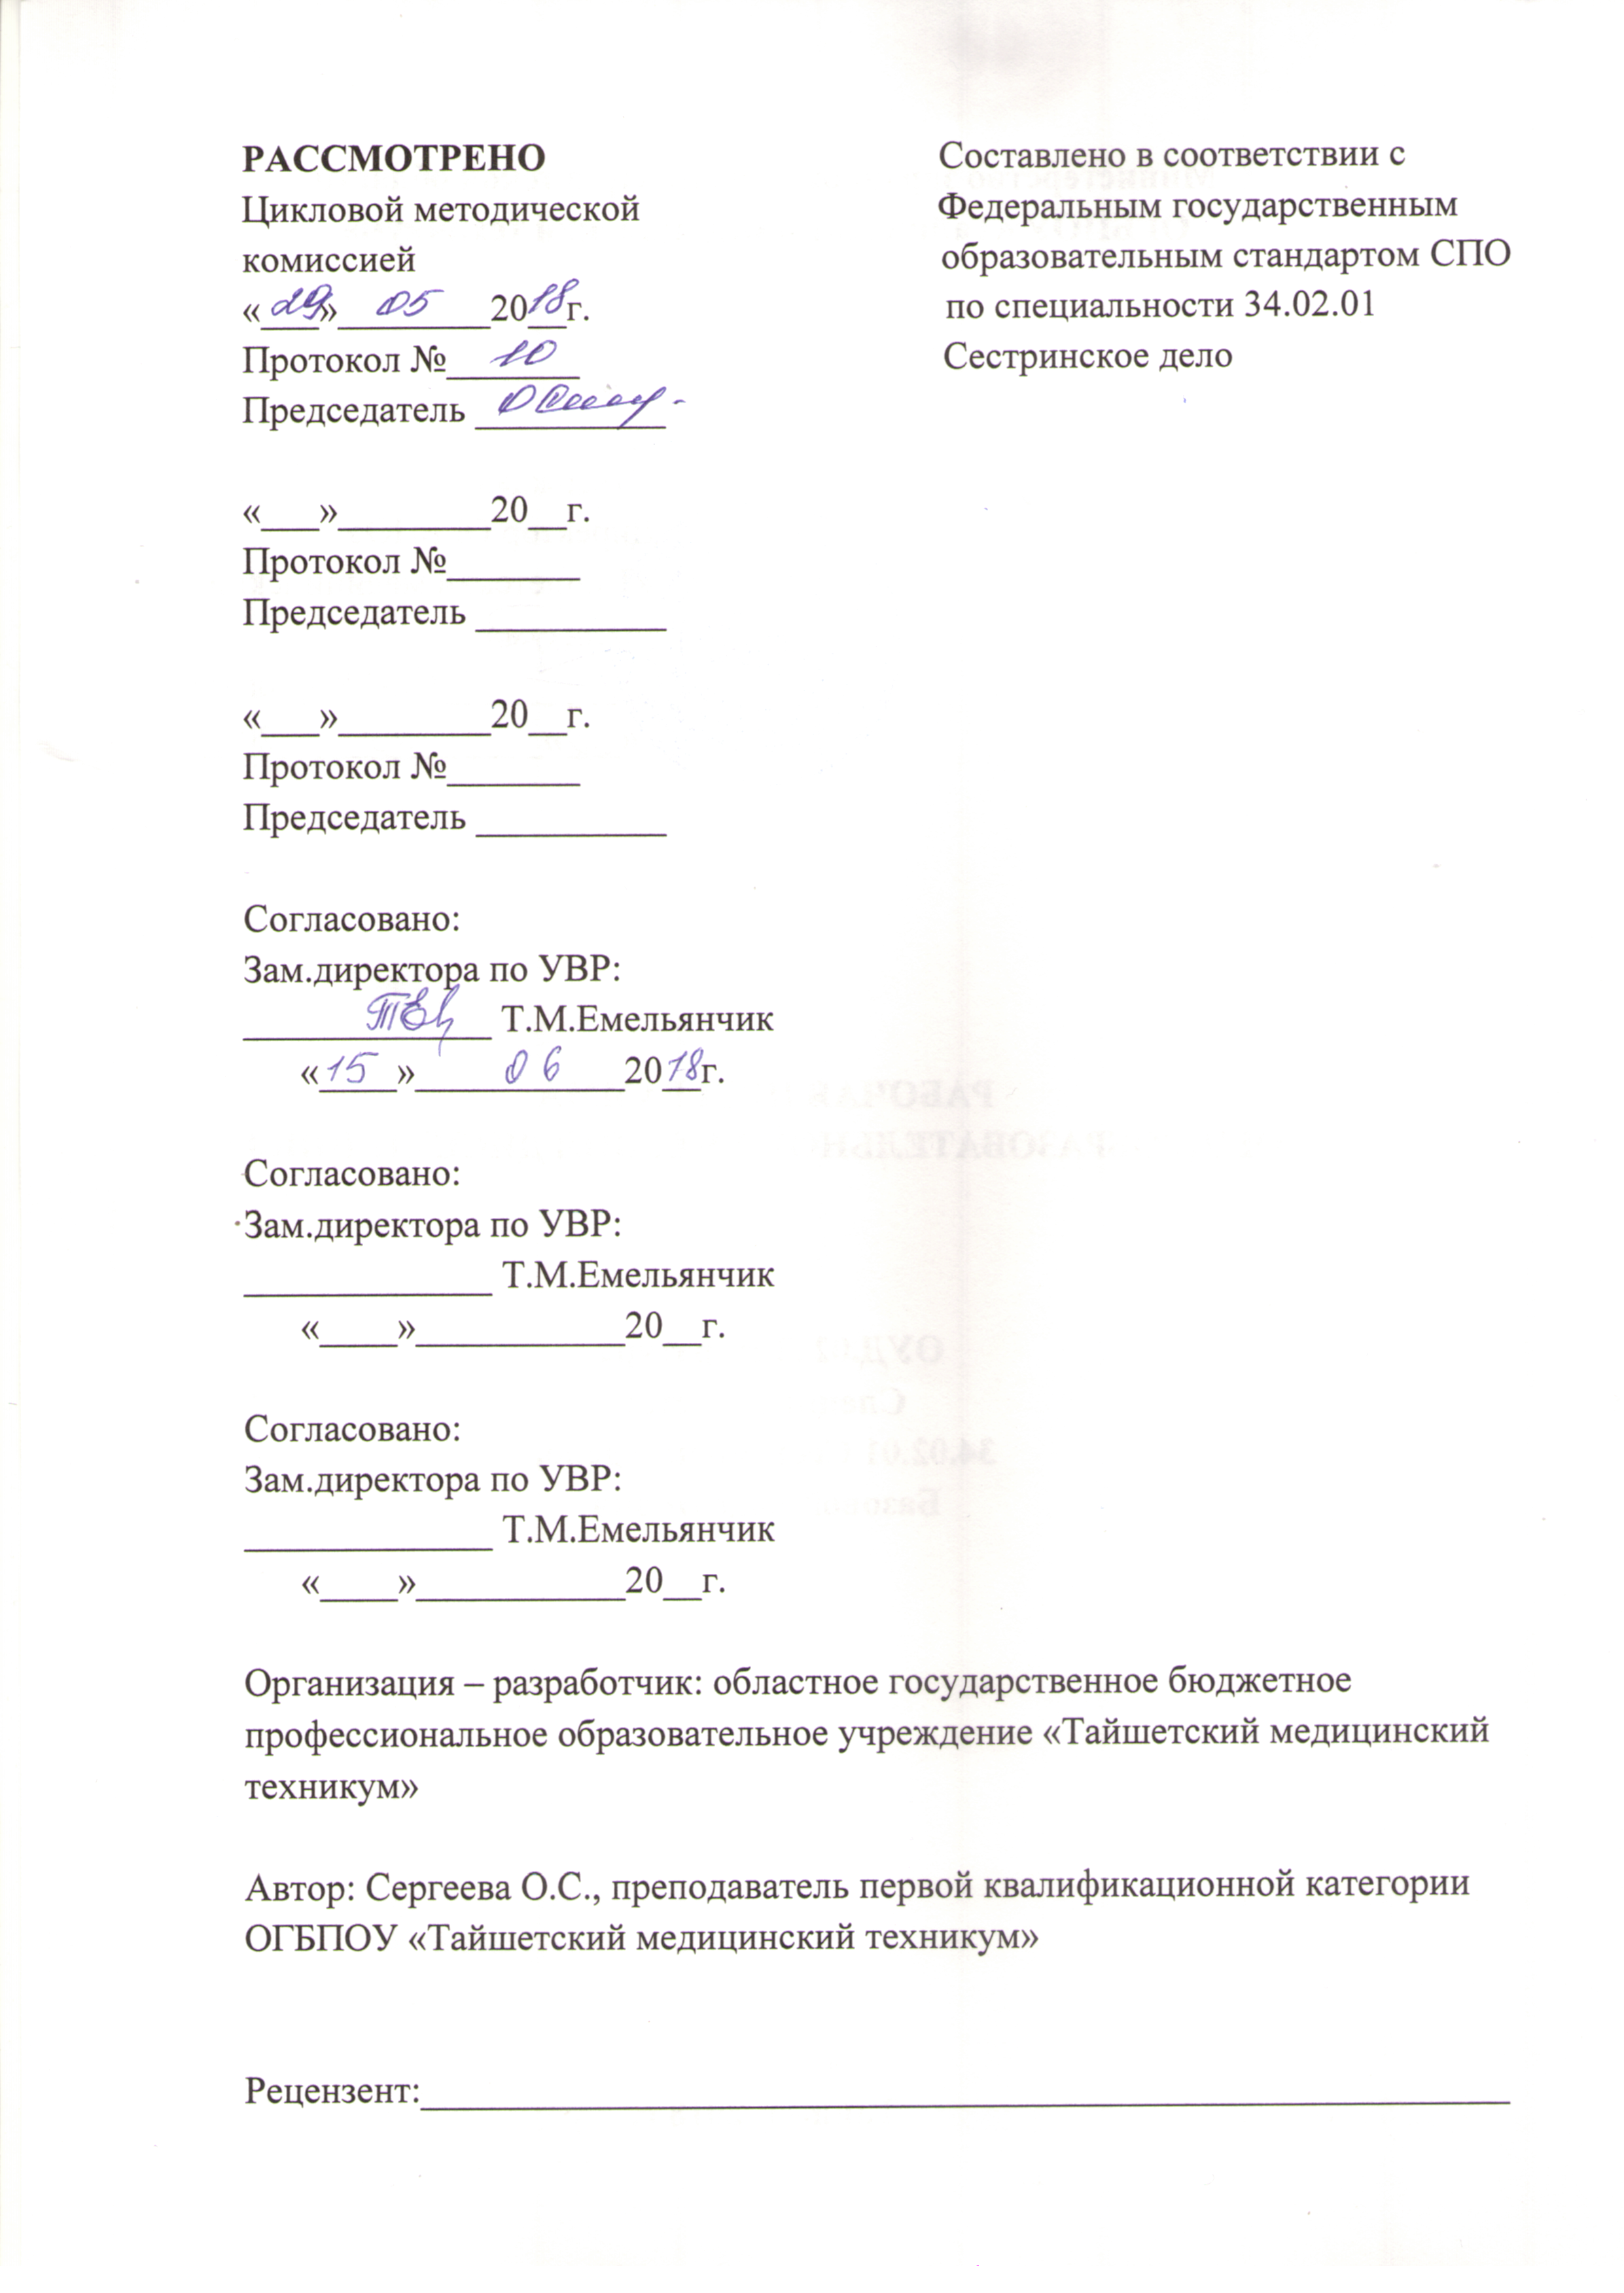 РАССМОТРЕНО
Цикловой методической
комиссией
«29» 05 2018г.
Протокол № 10
Председатель
Составлено в соответствии с
Федеральным государственным
образовательным стандартом СПО
по специальности 34.02.01
Сестринское дело
«___»________20__г.
Протокол №_______
Председатель __________
«___»________20__г.
Протокол №_______
Председатель __________
Согласовано:
Зам.директора по УВР:
_____________ Т.М.Емельянчик
«15» 06 2018г.
Согласовано:
Зам.директора по УВР:
_____________ Т.М.Емельянчик
«____»___________20__г.
Согласовано:
Зам.директора по УВР:
_____________ Т.М.Емельянчик
«____»___________20__г.
Организация – разработчик: областное государственное бюджетное
профессиональное образовательное учреждение «Тайшетский медицинский
техникум»
Автор: Сергеева О.С., преподаватель первой квалификационной категории
ОГБПОУ «Тайшетский медицинский техникум»
Рецензент:_________________________________________________________